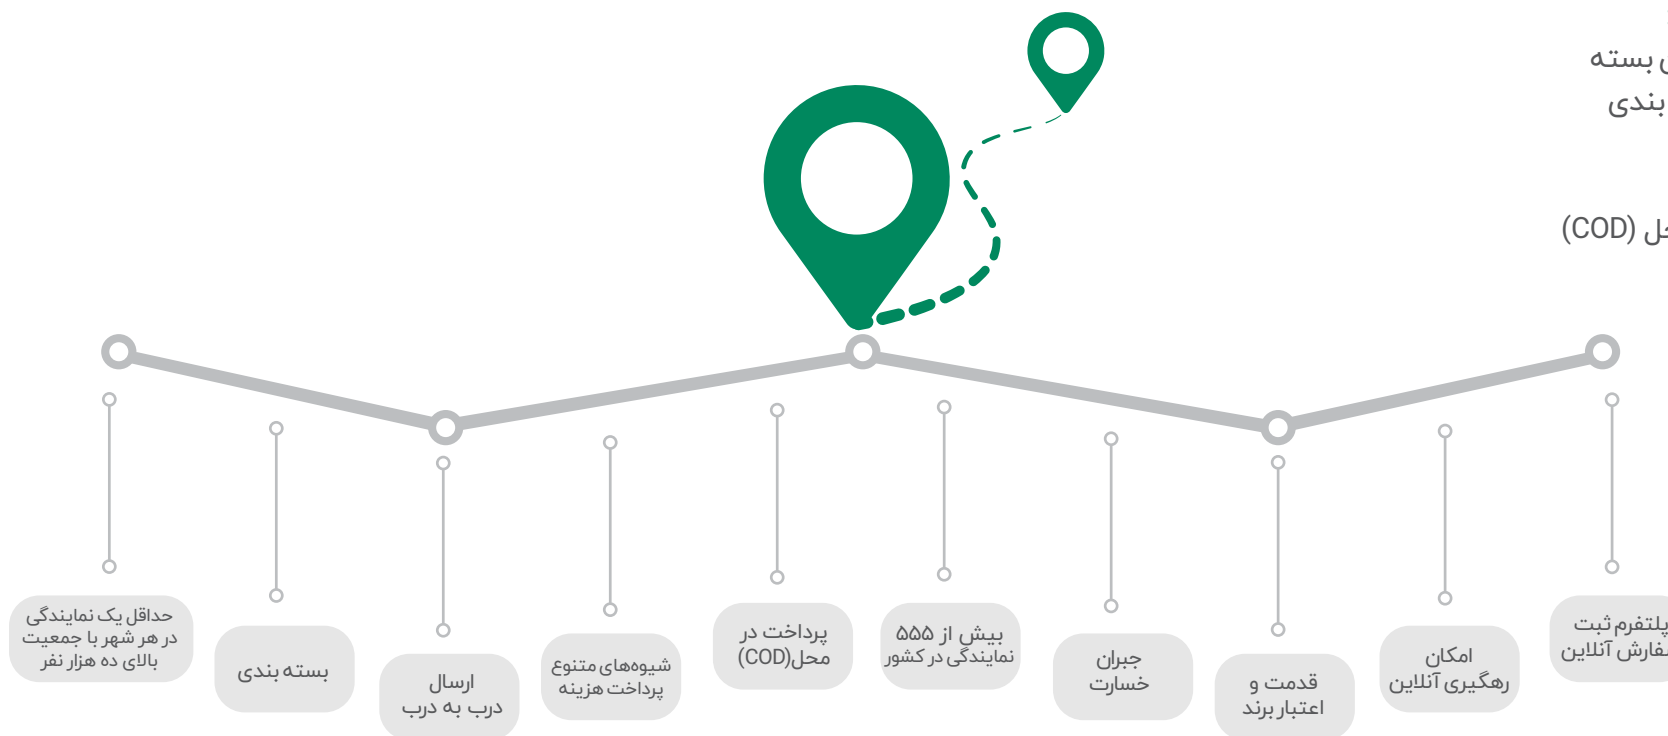 بسته
بندی
(COD)
پلتفرم ثبت
سفارش آنلاین
امکان
رهگیری آنلاین
قدمت و
اعتبار برند
جبران
خسارت
بیش از ۵۵۵
نمایندگی در کشور
پرداخت در
محل(COD)
شیوه‌های متنوع
پرداخت هزینه
ارسال
درب به درب
بسته بندی
حداقل یک نمایندگی
در هر شهر با جمعیت
بالای ده هزار نفر